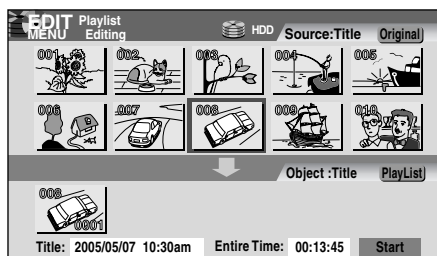 EDIT Playlist
MENU Editing
HDD
Source:Title Original
001 002 003 004 005
006 007 008 009 010
Object :Title PlayList
008
0001
Title: 2005/05/07 10:30am Entire Time: 00:13:45 Start